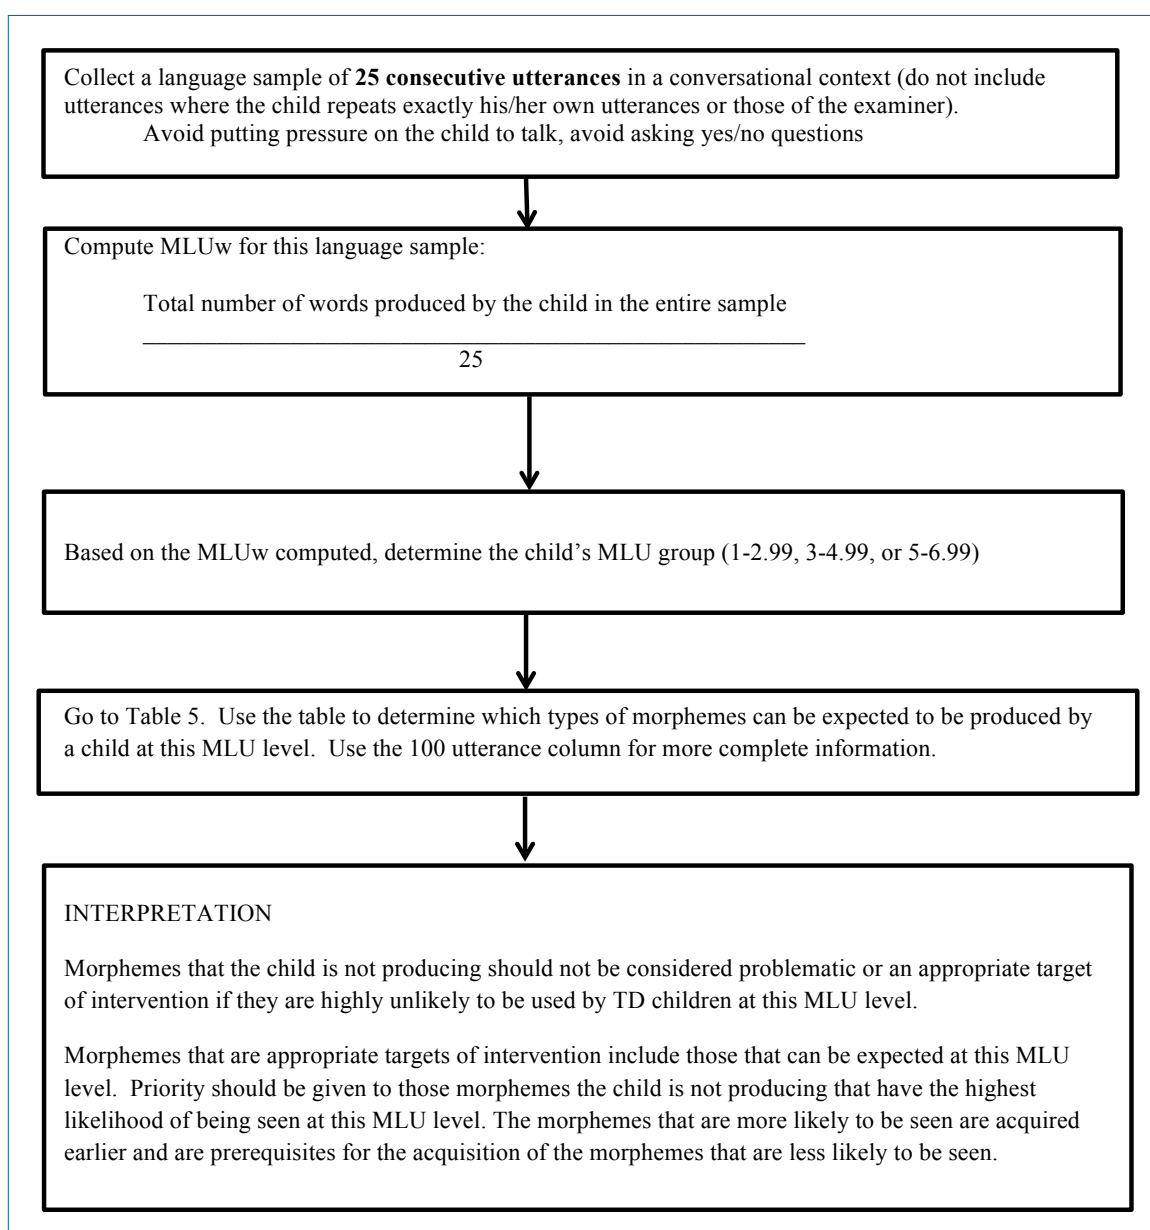 Collect a language sample of 25 consecutive utterances in a conversational context (do not include
utterances where the child repeats exactly his/her own utterances or those of the examiner).
Avoid putting pressure on the child to talk, avoid asking yes/no questions
Compute MLUw for this language sample:
Total number of words produced by the child in the entire sample
25
Based on the MLUw computed, determine the child’s MLU group (1-2.99, 3-4.99, or 5-6.99)
Go to Table 5.  Use the table to determine which types of morphemes can be expected to be produced by
a child at this MLU level.  Use the 100 utterance column for more complete information.
INTERPRETATION
Morphemes that the child is not producing should not be considered problematic or an appropriate target
of intervention if they are highly unlikely to be used by TD children at this MLU level.
Morphemes that are appropriate targets of intervention include those that can be expected at this MLU
level.  Priority should be given to those morphemes the child is not producing that have the highest
likelihood of being seen at this MLU level. The morphemes that are more likely to be seen are acquired
earlier and are prerequisites for the acquisition of the morphemes that are less likely to be seen.